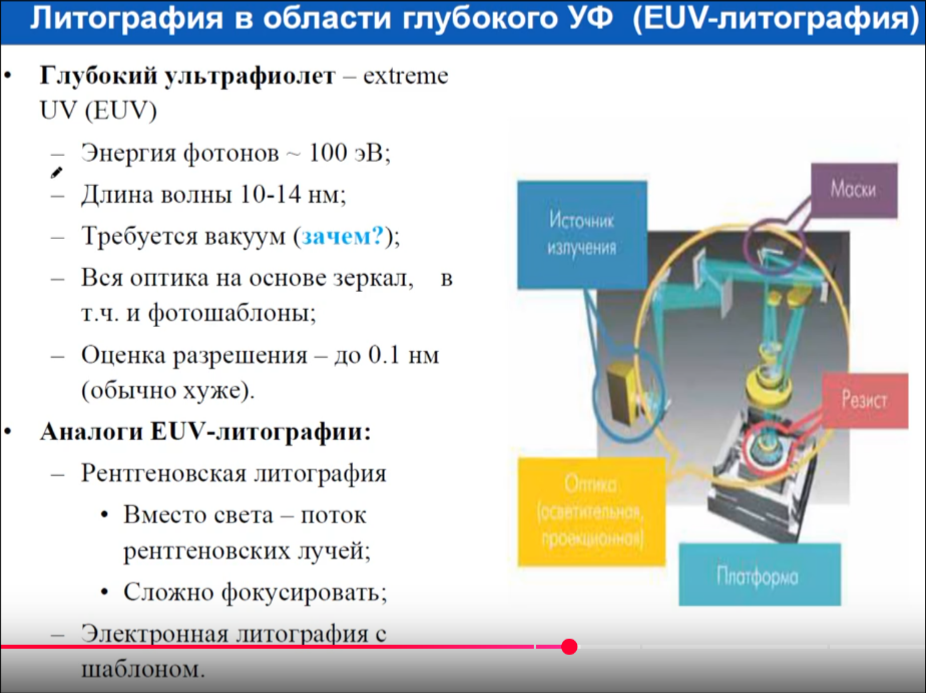 Литография в области глубокого УФ (EUV-литография)
• Глубокий ультрафиолет – extreme
UV (EUV)
– Энергия фотонов ~ 100 эВ;
– Длина волны 10-14 нм;
– Требуется вакуум (зачем?);
– Вся оптика на основе зеркал, в
т.ч. и фотошаблоны;
– Оценка разрешения – до 0.1 нм
(обычно хуже).
• Аналоги EUV-литографии:
– Рентгеновская литография
• Вместо света – поток
рентгеновских лучей;
• Сложно фокусировать;
– Электронная литография с
шаблоном.
Маски
Источник
излучения
Резист
Оптика
(осветительная,
проекционная)
Платформа